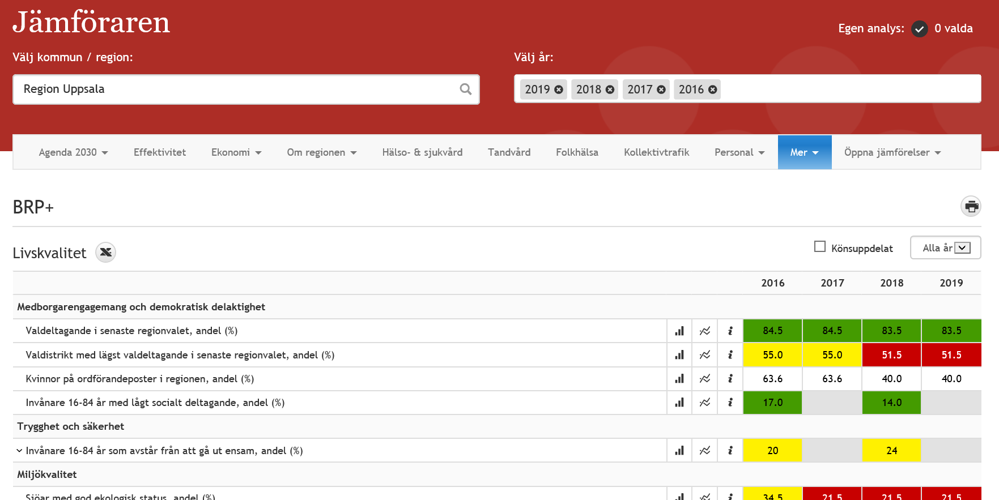 Jämföraren
Egen analys: 0 valda
Välj kommun / region:
Välj år:
Region Uppsala
2019 2018 2017 2016
Agenda 2030 Effektivitet Ekonomi Om regionen Hälso- & sjukvård Tandvård Folkhälsa Kollektivtrafik Personal Mer Öppna jämförelser
BRP+
Livskvalitet
Könsuppdelat Alla år
2016 2017 2018 2019
Medborgarengagemang och demokratisk delaktighet
Valdeltagande i senaste regionvalet, andel (%) i 84.5 84.5 83.5 83.5
Valdistrikt med lägst valdeltagande i senaste regionvalet, andel (%) i 55.0 55.0 51.5 51.5
Kvinnor på ordförandeposter i regionen, andel (%) i 63.6 63.6 40.0 40.0
Invånare 16-84 år med lågt socialt deltagande, andel (%) i 17.0 14.0
Trygghet och säkerhet
Invånare 16-84 år som avstår från att gå ut ensam, andel (%) i 20 24
Miljökvalitet
Sjöar med god ekologisk status, andel (%) i 34.5 21.5 21.5 21.5